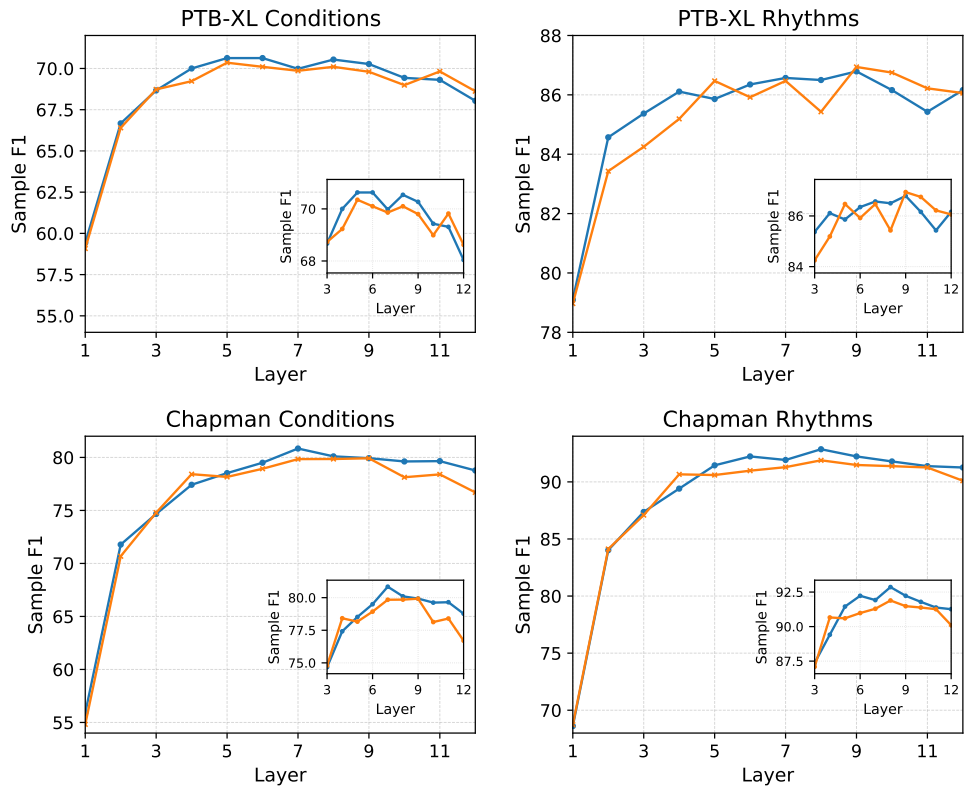 PTB-XL Conditions
Sample F1
70.0
67.5
65.0
62.5
60.0
57.5
55.0
1 3 5 7 9 11
Layer
Sample F1
70
68
3 6 9 12
Layer
PTB-XL Rhythms
Sample F1
88
86
84
82
80
78
1 3 5 7 9 11
Layer
Sample F1
86
84
3 6 9 12
Layer
Chapman Conditions
Sample F1
80
75
70
65
60
55
1 3 5 7 9 11
Layer
Sample F1
80.0
77.5
75.0
3 6 9 12
Layer
Chapman Rhythms
Sample F1
90
85
80
75
70
1 3 5 7 9 11
Layer
Sample F1
92.5
90.0
87.5
3 6 9 12
Layer